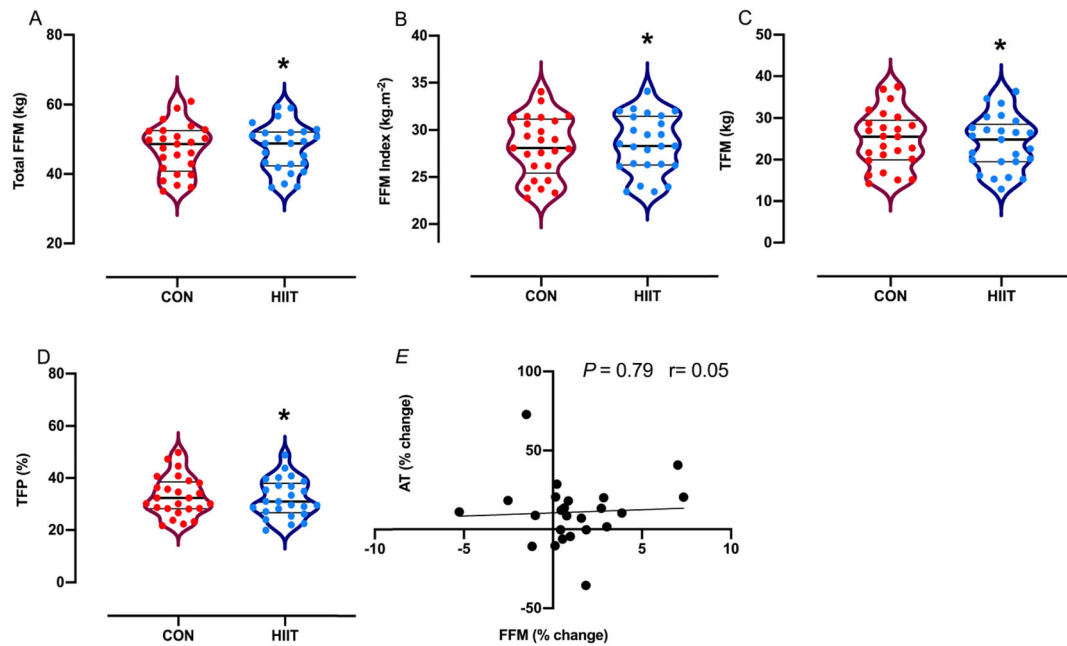 A
Total FFM (kg)
80
60
40
20
*
CON HIIT
B
FFM Index (kg.m-2)
40
35
30
25
20
*
CON HIIT
C
TFM (kg)
50
40
30
20
10
0
*
CON HIIT
D
TFP (%)
80
60
40
20
0
*
CON HIIT
E
P = 0.79 r= 0.05
AT (% change)
100
50
-10 -5 5 10
-50
FFM (% change)